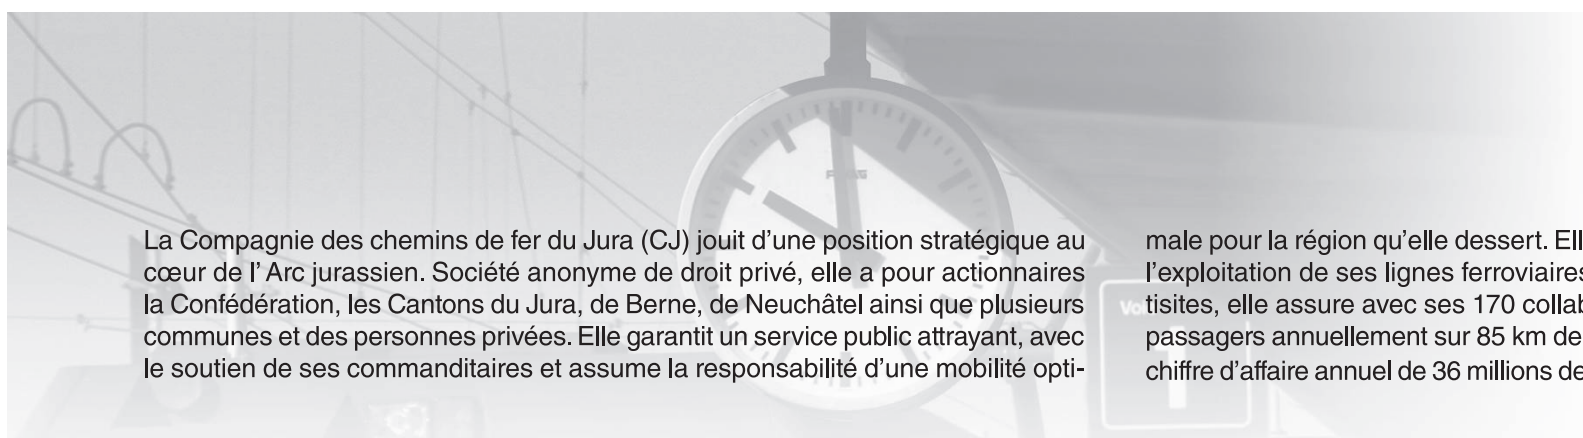 La Compagnie des chemins de fer du Jura (CJ) jouit d'une position stratégique au
cœur de l' Arc jurassien. Société anonyme de droit privé, elle a pour actionnaires
la Confédération, les Cantons du Jura, de Berne, de Neuchâtel ainsi que plusieurs
communes et des personnes privées. Elle garantit un service public attrayant, avec
le soutien de ses commanditaires et assume la responsabilité d'une mobilité opti-
male pour la région qu'elle dessert.
l'exploitation de ses lignes ferroviaires
tisites, elle assure avec ses 170
passagers annuellement sur 85 km de
chiffre d'affaire annuel de 36 millions de
1